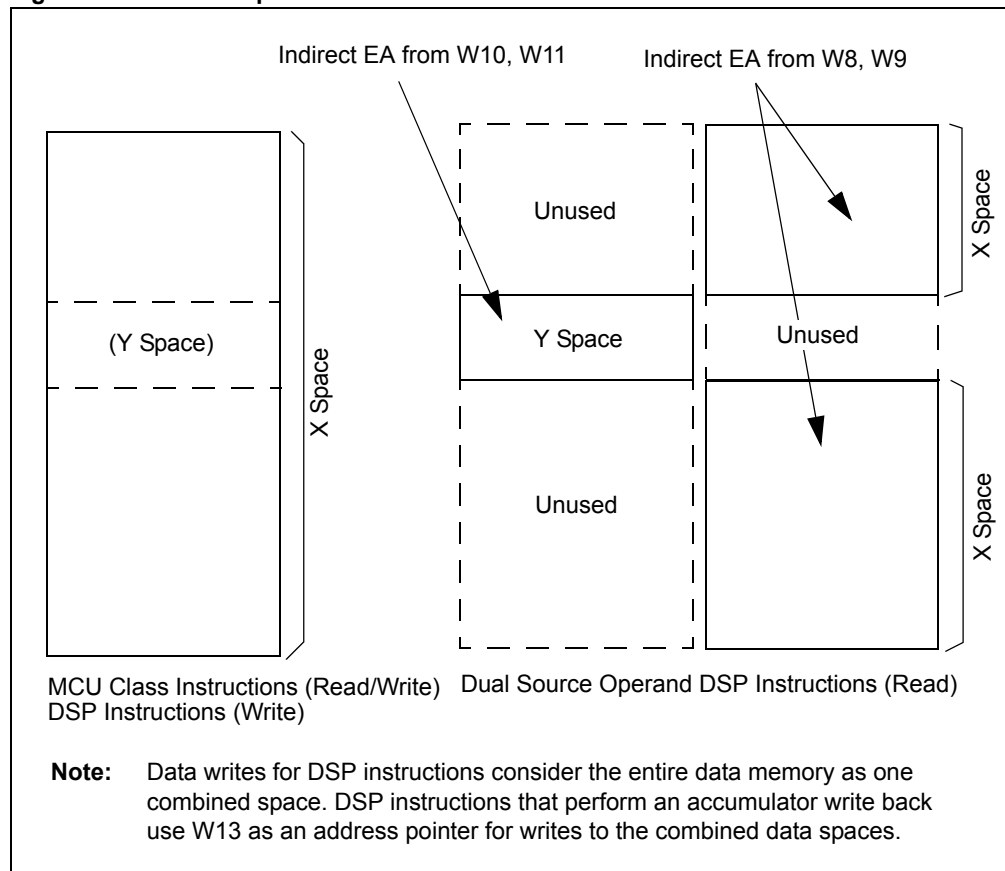 Indirect EA from W10, W11
Indirect EA from W8, W9
(Y Space)
X Space
Unused
Y Space
Unused
Unused
X Space
X Space
MCU Class Instructions (Read/Write)
DSP Instructions (Write)
Dual Source Operand DSP Instructions (Read)
Note: Data writes for DSP instructions consider the entire data memory as one
combined space. DSP instructions that perform an accumulator write back
use W13 as an address pointer for writes to the combined data spaces.